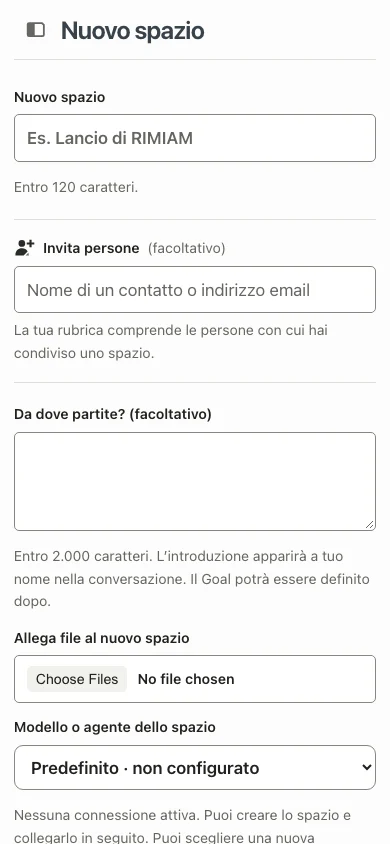 Nuovo spazio
Nuovo spazio
Es. Lancio di RIMIAM
Entro 120 caratteri.
Invita persone (facoltativo)
Nome di un contatto o indirizzo email
La tua rubrica comprende le persone con cui hai
condiviso uno spazio.
Da dove partite? (facoltativo)
Entro 2.000 caratteri. L’introduzione apparirà a tuo
nome nella conversazione. Il Goal potrà essere definito
dopo.
Allega file al nuovo spazio
Choose Files No file chosen
Modello o agente dello spazio
Predefinito · non configurato
Nessuna connessione attiva. Puoi creare lo spazio e
collegarlo in seguito. Puoi scegliere una nuova